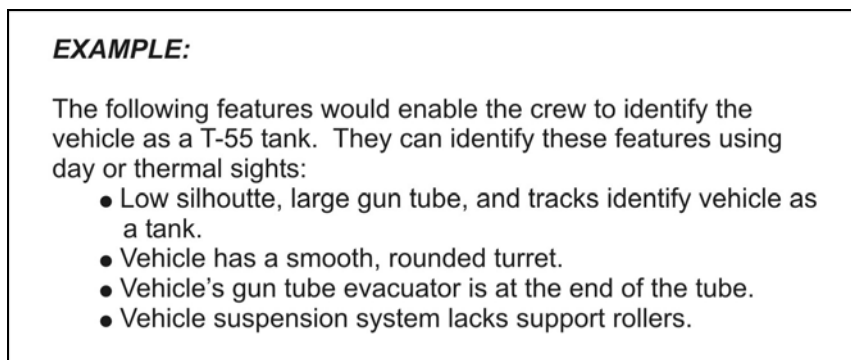 EXAMPLE:
The following features would enable the crew to identify the
vehicle as a T-55 tank.  They can identify these features using
day or thermal sights:
● Low silhoutte, large gun tube, and tracks identify vehicle as
a tank.
● Vehicle has a smooth, rounded turret.
● Vehicle's gun tube evacuator is at the end of the tube.
● Vehicle suspension system lacks support rollers.